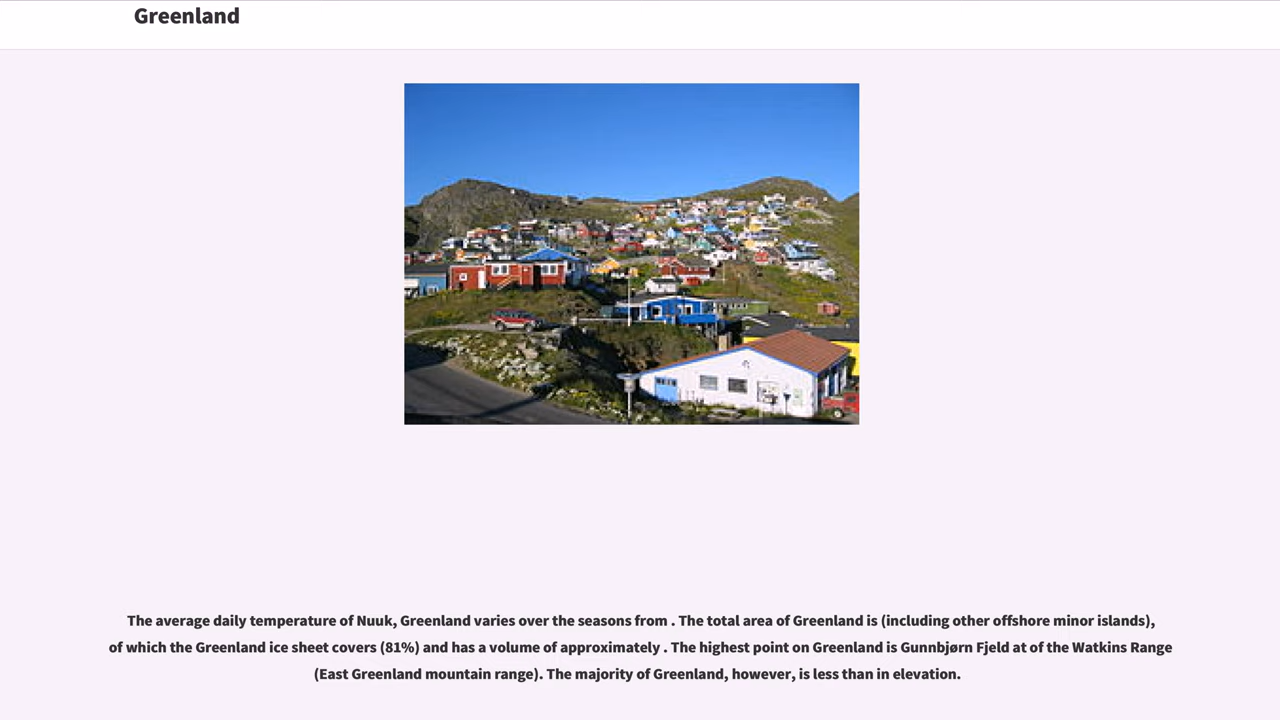 Greenland
The average daily temperature of Nuuk, Greenland varies over the seasons from . The total area of Greenland is (including other offshore minor islands),
of which the Greenland ice sheet covers (81%) and has a volume of approximately . The highest point on Greenland is Gunnbjørn Fjeld at of the Watkins Range
(East Greenland mountain range). The majority of Greenland, however, is less than in elevation.